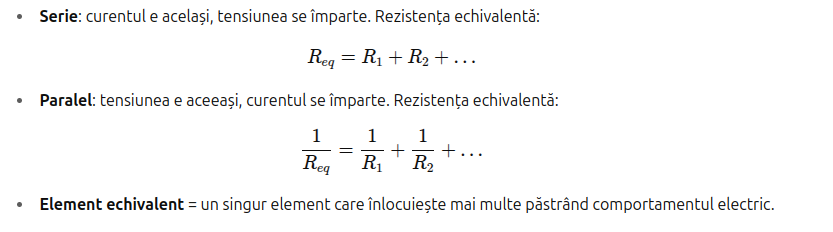 • Serie: curentul e același, tensiunea se împarte. Rezistența echivalentă:
R_{eq} = R_1 + R_2 + …
• Paralel: tensiunea e aceeași, curentul se împarte. Rezistența echivalentă:
\frac{1}{R_{eq}} = \frac{1}{R_1} + \frac{1}{R_2} + …
• Element echivalent = un singur element care înlocuiește mai multe păstrând comportamentul electric.